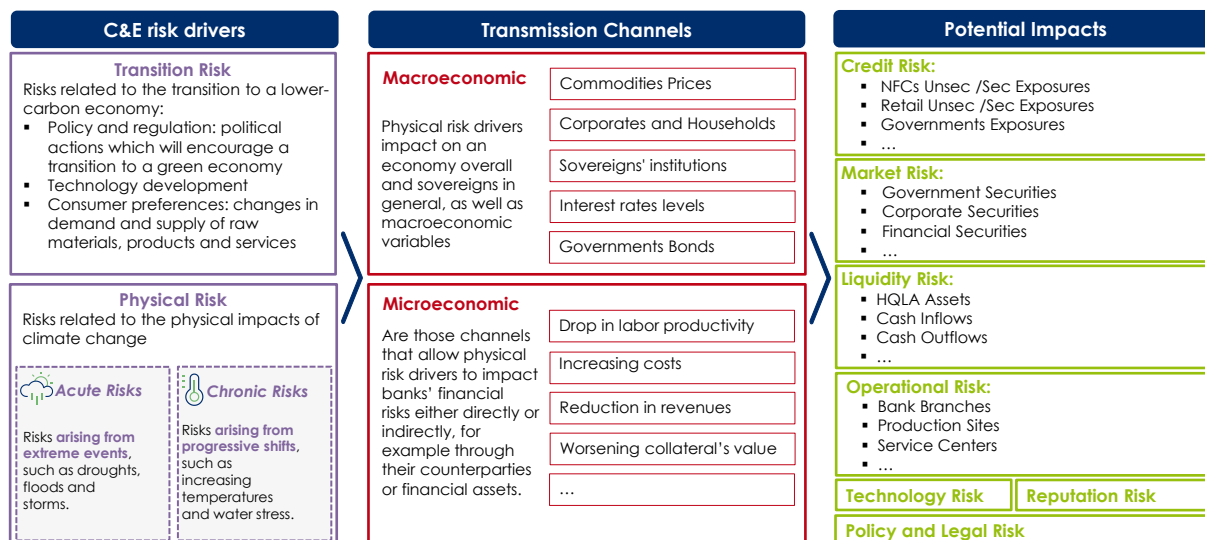 C&E risk drivers
Transition Risk
Risks related to the transition to a lower-
carbon economy:
▪ Policy and regulation: political
actions which will encourage a
transition to a green economy
▪ Technology development
▪ Consumer preferences: changes in
demand and supply of raw
materials, products and services
Physical Risk
Risks related to the physical impacts of
climate change
Acute Risks
Risks arising from
extreme events,
such as droughts,
floods and
storms.
Chronic Risks
Risks arising from
progressive shifts,
such as
increasing
temperatures
and water stress.
Transmission Channels
Macroeconomic
Physical risk drivers
impact on an
economy overall
and sovereigns in
general, as well as
macroeconomic
variables
Commodities Prices
Corporates and Households
Sovereigns' institutions
Interest rates levels
Governments Bonds
Microeconomic
Are those channels
that allow physical
risk drivers to impact
banks' financial
risks either directly or
indirectly, for
example through
their counterparties
or financial assets.
Drop in labor productivity
Increasing costs
Reduction in revenues
Worsening collateral's value
…
Potential Impacts
Credit Risk:
▪ NFCs Unsec /Sec Exposures
▪ Retail Unsec /Sec Exposures
▪ Governments Exposures
▪ …
Market Risk:
▪ Government Securities
▪ Corporate Securities
▪ Financial Securities
▪ …
Liquidity Risk:
▪ HQLA Assets
▪ Cash Inflows
▪ Cash Outflows
▪ …
Operational Risk:
▪ Bank Branches
▪ Production Sites
▪ Service Centers
▪ …
Technology Risk
Reputation Risk
Policy and Legal Risk